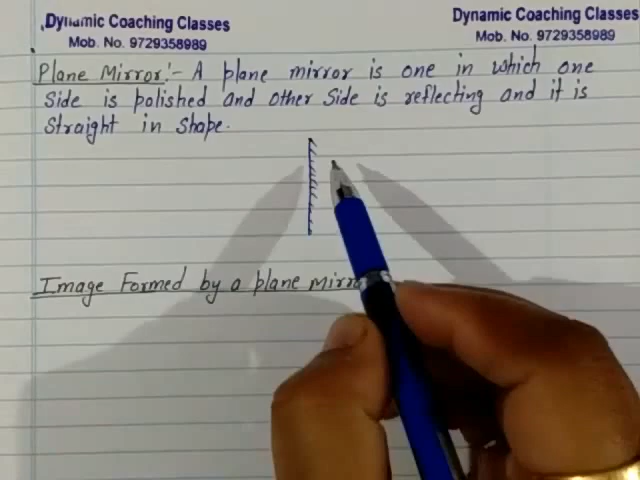 Dynamic Coaching Classes
Mob. No. 9729358989
Dynamic Coaching Classes
Mob. No. 9729358989
Plane Mirror:- A plane mirror is one in which one
side is polished and other side is reflecting and it is
straight in shape.
Image Formed by a plane mirro